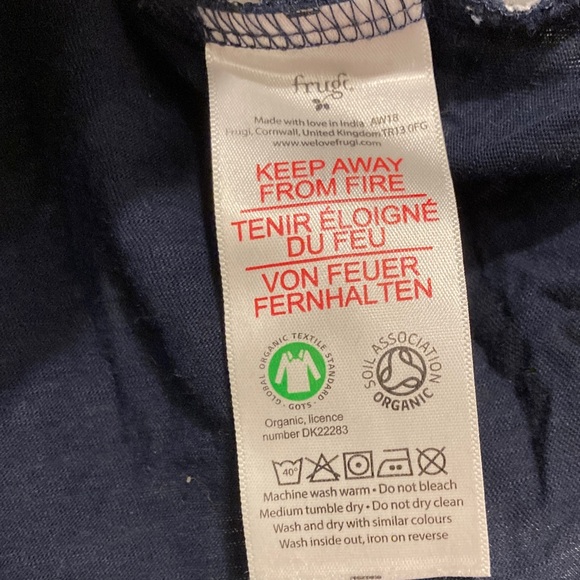 frugi.
Made with love in India AW18
Frugi, Cornwall, United Kingdom TR13 0FG
www.welovefrugi.com
KEEP AWAY
FROM FIRE
TENIR ÉLOIGNÉ
DU FEU
VON FEUER
FERNHALTEN
GLOBAL ORGANIC TEXTILE STANDARD
· GOTS ·
SOIL ASSOCIATION
ORGANIC
Organic, licence
number DK22283
40°
Machine wash warm • Do not bleach
Medium tumble dry • Do not dry clean
Wash and dry with similar colours
Wash inside out, iron on reverse